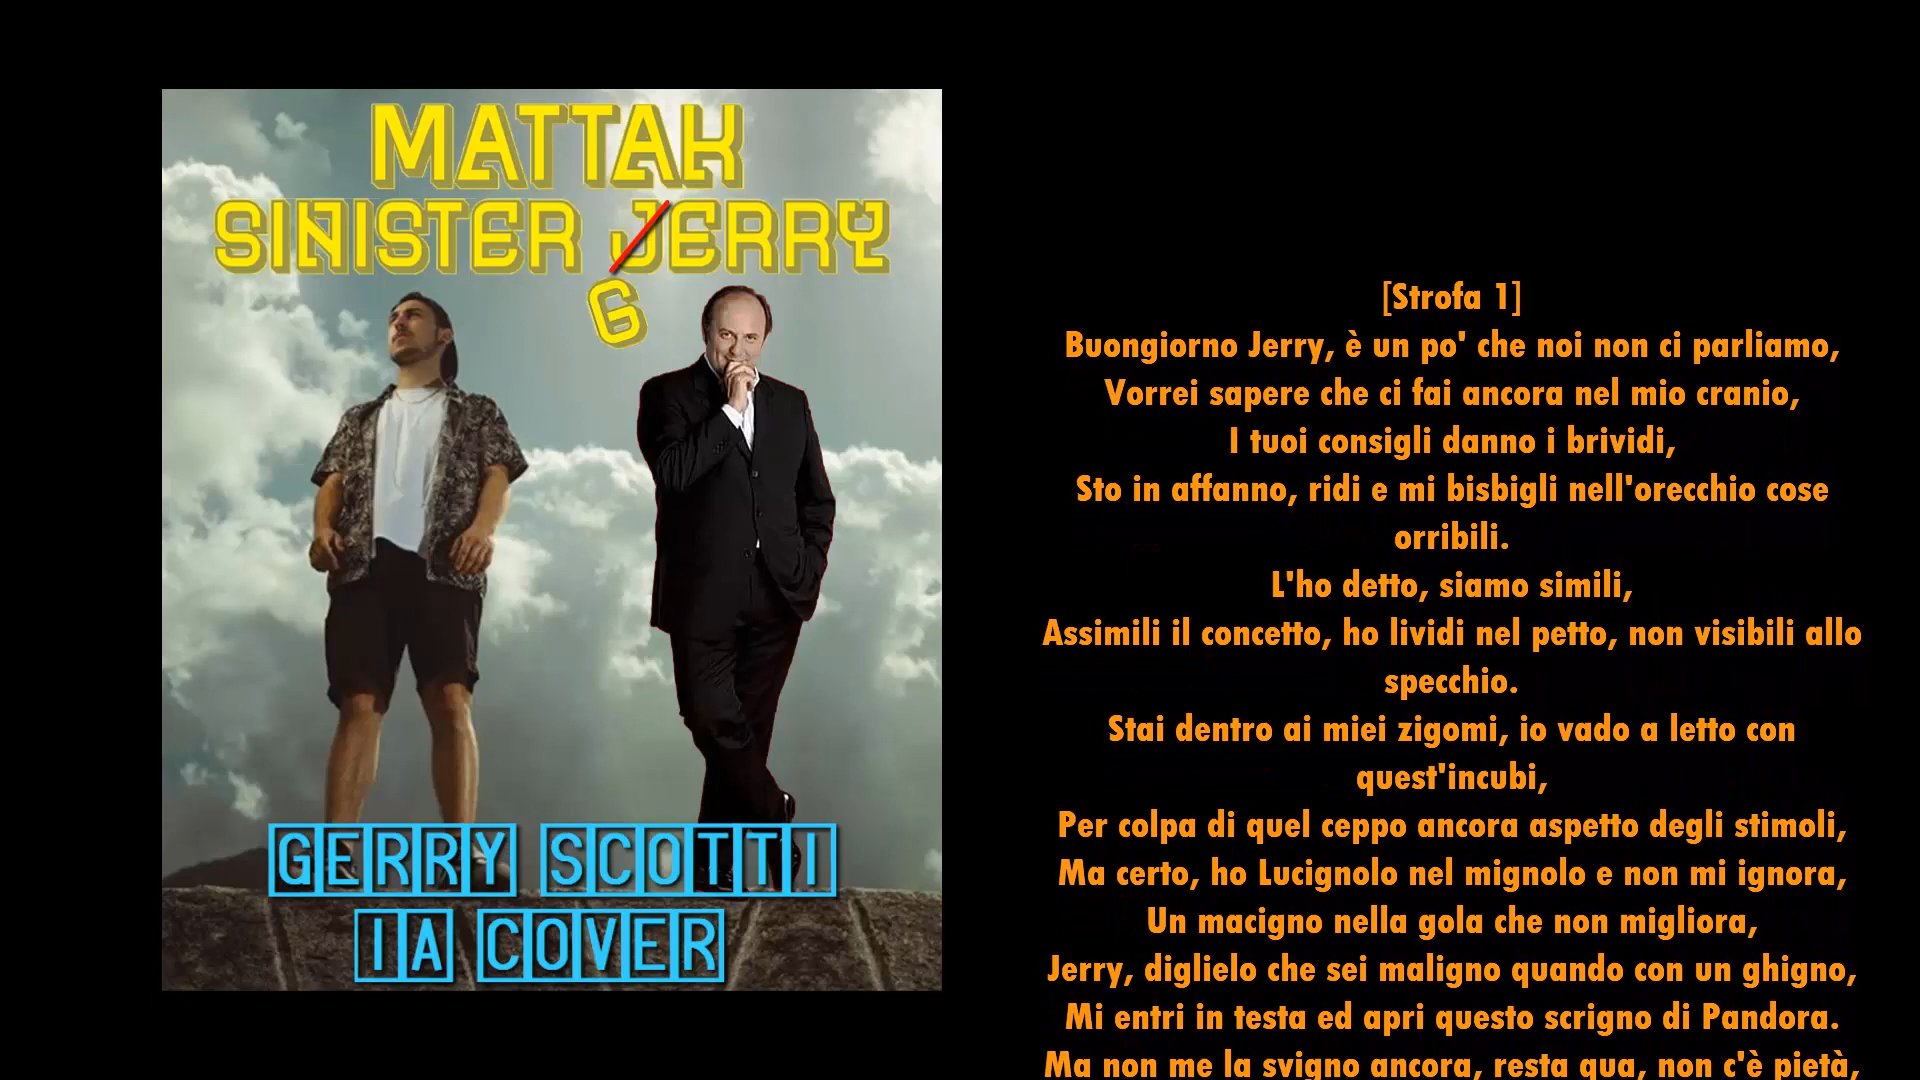 MATTAK
SINISTER JERRY
G
GERRY SCOTTI
IA COVER
[Strofa 1]
Buongiorno Jerry, è un po' che noi non ci parliamo,
Vorrei sapere che ci fai ancora nel mio cranio,
I tuoi consigli danno i brividi,
Sto in affanno, ridi e mi bisbigli nell'orecchio cose
orribili.
L'ho detto, siamo simili,
Assimili il concetto, ho lividi nel petto, non visibili allo
specchio.
Stai dentro ai miei zigomi, io vado a letto con
quest'incubi,
Per colpa di quel ceppo ancora aspetto degli stimoli,
Ma certo, ho Lucignolo nel mignolo e non mi ignora,
Un macigno nella gola che non migliora,
Jerry, diglielo che sei maligno quando con un ghigno,
Mi entri in testa ed apri questo scrigno di Pandora.
Ma non me la svigno ancora, resta qua, non c'è pietà,